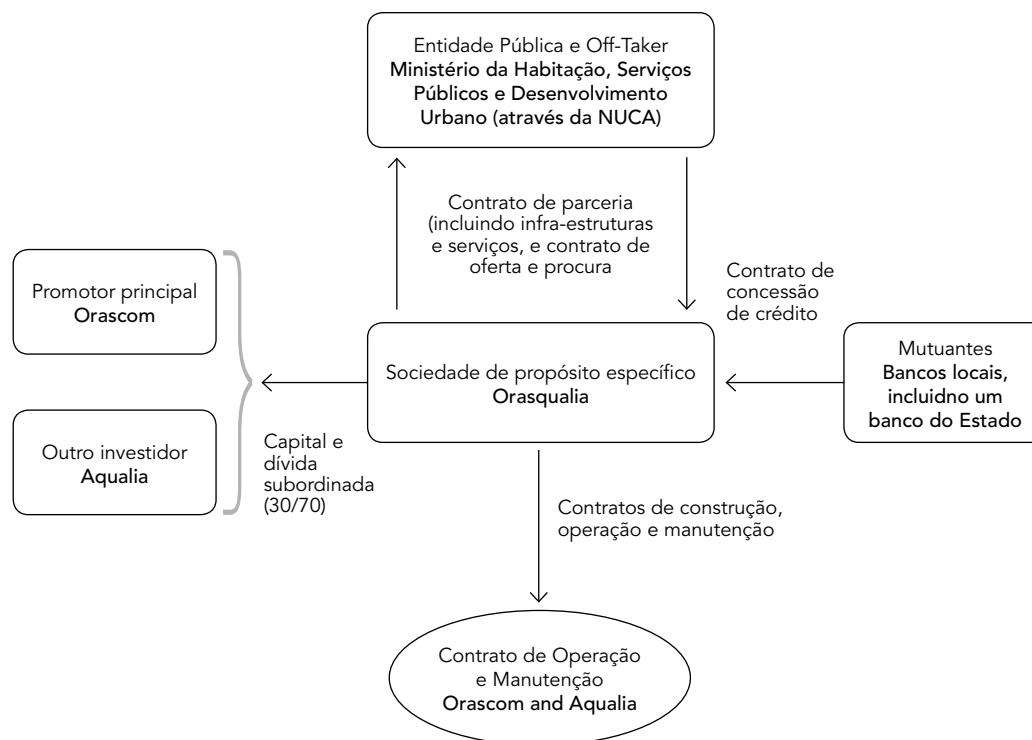 Entidade Pública e Off-Taker
Ministério da Habitação, Serviços
Públicos e Desenvolvimento
Urbano (através da NUCA)
Contrato de parceria
(incluindo infra-estruturas
e serviços, e contrato de
oferta e procura
Contrato de
concessão
de crédito
Promotor principal
Orascom
Sociedade de propósito específico
Orasqualia
Mutuantes
Bancos locais,
incluidno um
banco do Estado
Outro investidor
Aqualia
Capital e
dívida
subordinada
(30/70)
Contratos de construção,
operação e manutenção
Contrato de Operação
e Manutenção
Orascom and Aqualia